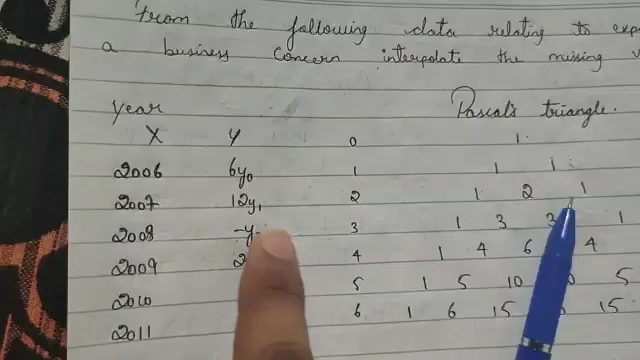 from the following data relating to
a business concern interpolate the missing
year Pascal's triangle.
X Y 0 1
2006 6y0 1 1 1
2007 12y1 2 1 2 1
2008 -y 3 1 3 3 1
2009 2 4 1 4 6 4
5 1 5 10 5
2010 6 1 6 15 15
2011